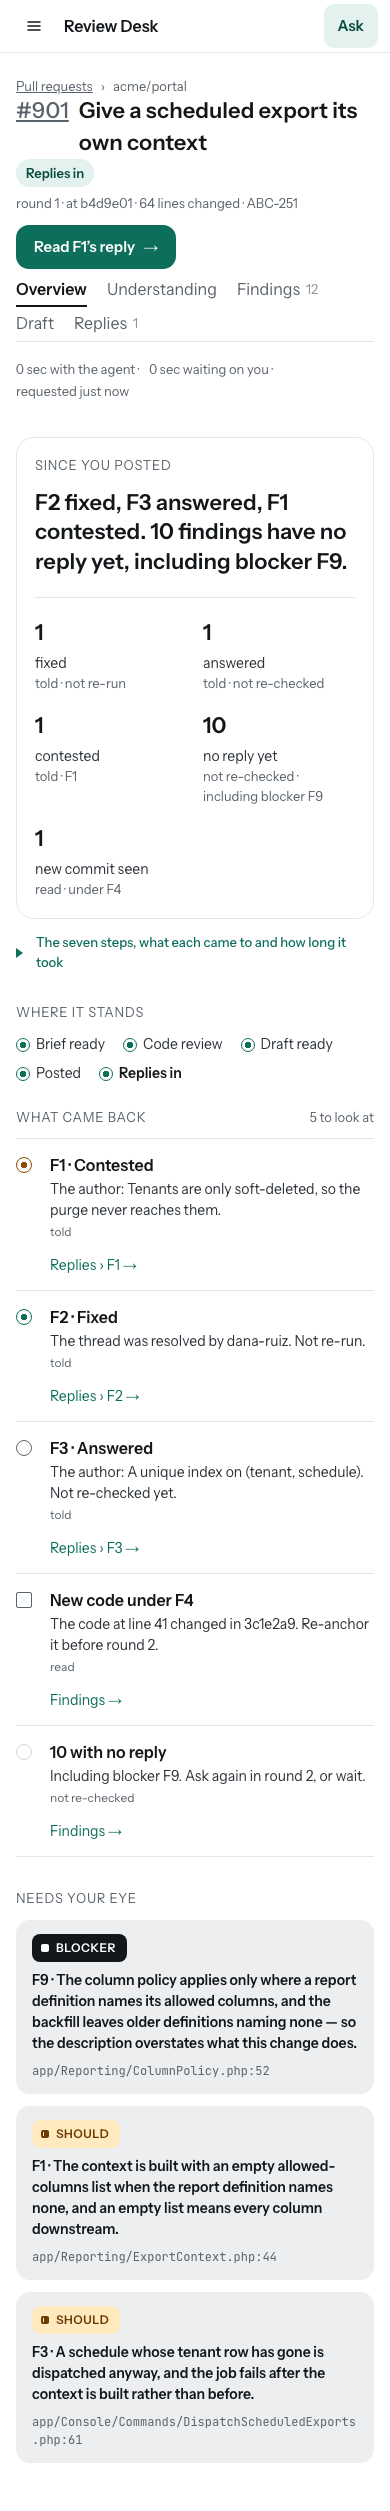 Review Desk
Ask
Pull requests › acme/portal
#901 Give a scheduled export its
own context
Replies in
round 1 · at b4d9e01 · 64 lines changed · ABC-251
Read F1's reply →
Overview Understanding Findings 12
Draft Replies 1
0 sec with the agent · 0 sec waiting on you ·
requested just now
SINCE YOU POSTED
F2 fixed, F3 answered, F1
contested. 10 findings have no
reply yet, including blocker F9.
1
fixed
told · not re-run
1
answered
told · not re-checked
1
contested
told · F1
10
no reply yet
not re-checked ·
including blocker F9
1
new commit seen
read · under F4
The seven steps, what each came to and how long it
took
WHERE IT STANDS
Brief ready Code review Draft ready
Posted Replies in
WHAT CAME BACK 5 to look at
F1 · Contested
The author: Tenants are only soft-deleted, so the
purge never reaches them.
told
Replies › F1 →
F2 · Fixed
The thread was resolved by dana-ruiz. Not re-run.
told
Replies › F2 →
F3 · Answered
The author: A unique index on (tenant, schedule).
Not re-checked yet.
told
Replies › F3 →
New code under F4
The code at line 41 changed in 3c1e2a9. Re-anchor
it before round 2.
read
Findings →
10 with no reply
Including blocker F9. Ask again in round 2, or wait.
not re-checked
Findings →
NEEDS YOUR EYE
BLOCKER
F9 · The column policy applies only where a report
definition names its allowed columns, and the
backfill leaves older definitions naming none — so
the description overstates what this change does.
app/Reporting/ColumnPolicy.php:52
SHOULD
F1 · The context is built with an empty allowed-
columns list when the report definition names
none, and an empty list means every column
downstream.
app/Reporting/ExportContext.php:44
SHOULD
F3 · A schedule whose tenant row has gone is
dispatched anyway, and the job fails after the
context is built rather than before.
app/Console/Commands/DispatchScheduledExports
.php:61